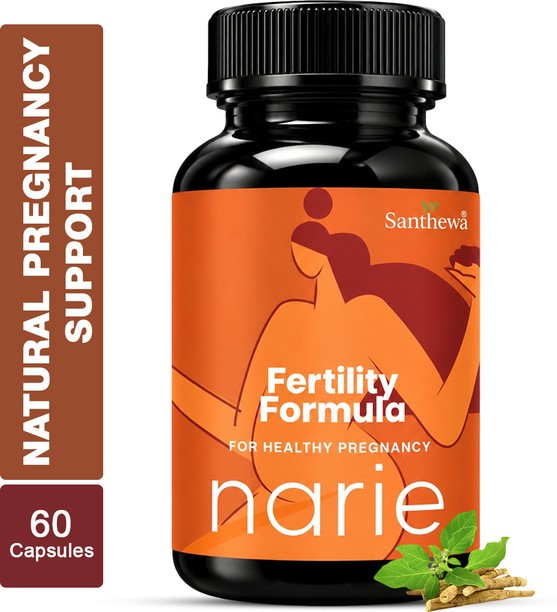 NATURAL PREGNANCY
SUPPORT
60
Capsules
Santhewa®
Fertility
Formula
FOR HEALTHY PREGNANCY
narie